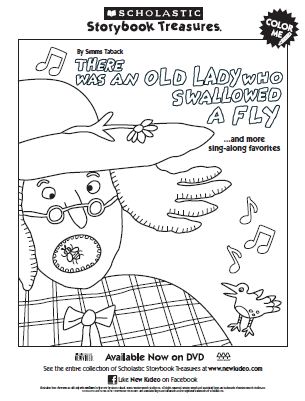 SCHOLASTIC
Storybook Treasures®
COLOR ME!
By Simms Taback
THERE
WAS AN OLD LADY WHO
SWALLOWED
A FLY
...and more
sing-along favorites
Available Now on DVD
See the entire collection of Scholastic Storybook Treasures at www.newkideo.com
Like New Kideo on Facebook